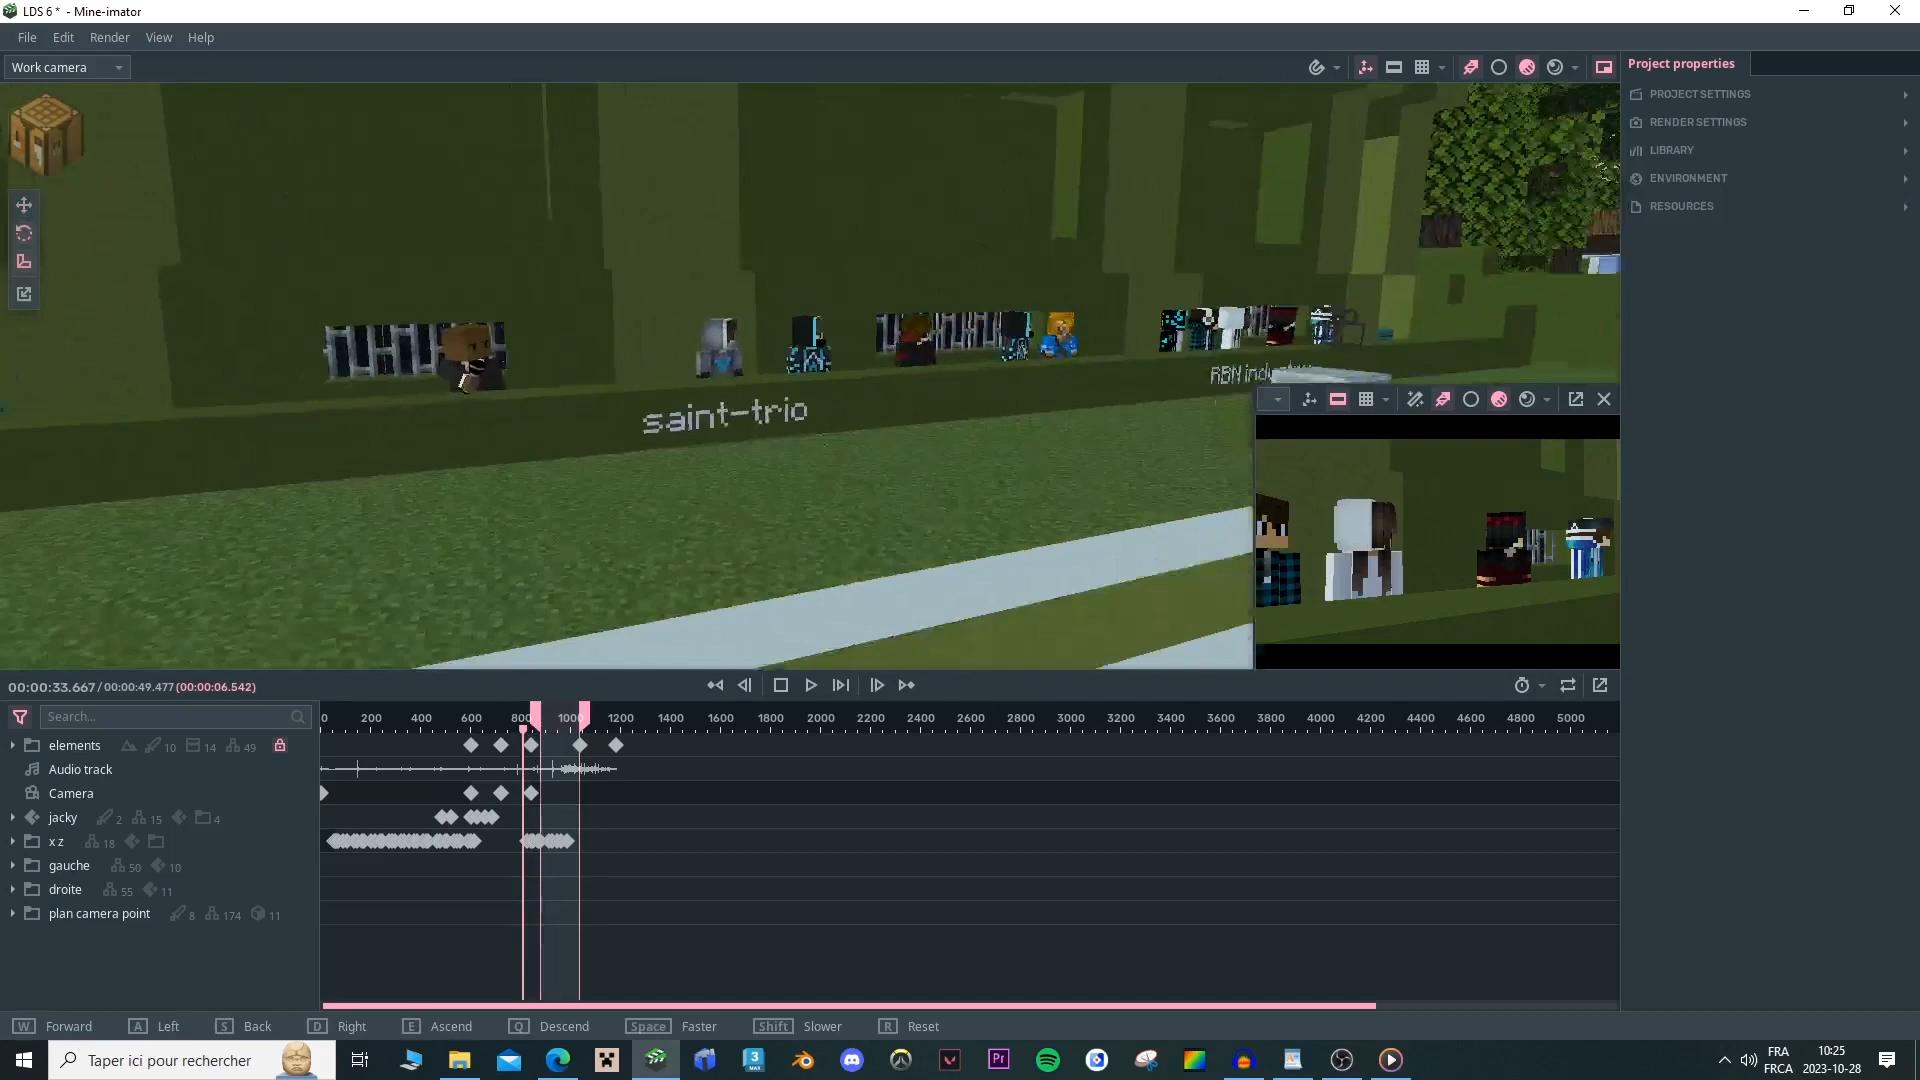 LDS 6 * - Mine-imator
File Edit Render View Help
Work camera
Project properties
PROJECT SETTINGS
RENDER SETTINGS
LIBRARY
ENVIRONMENT
RESOURCES
saint-trio
RBN
00:00:33.667 / 00:00:49.477 (00:00:06.542)
Search...
0 200 400 600 800 1000 1200 1400 1600 1800 2000 2200 2400 2600 2800 3000 3200 3400 3600 3800 4000 4200 4400 4600 4800 5000
elements 10 14 49
Audio track
Camera
jacky 2 15 4
x z 18
gauche 50 10
droite 55 11
plan camera point 8 174 11
W Forward A Left S Back D Right E Ascend Q Descend Space Faster Shift Slower R Reset
Taper ici pour rechercher
3
MAX
Pr
FRA
FRCA
10:25
2023-10-28